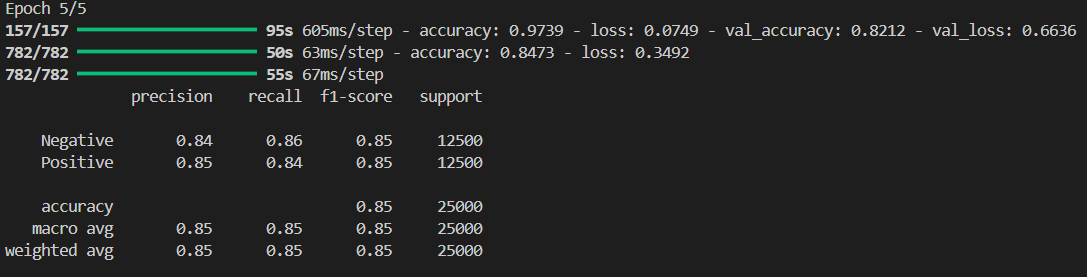 Epoch 5/5
157/157 95s 605ms/step - accuracy: 0.9739 - loss: 0.0749 - val_accuracy: 0.8212 - val_loss: 0.6636
782/782 50s 63ms/step - accuracy: 0.8473 - loss: 0.3492
782/782 55s 67ms/step
precision recall f1-score support
Negative 0.84 0.86 0.85 12500
Positive 0.85 0.84 0.85 12500
accuracy 0.85 25000
macro avg 0.85 0.85 0.85 25000
weighted avg 0.85 0.85 0.85 25000